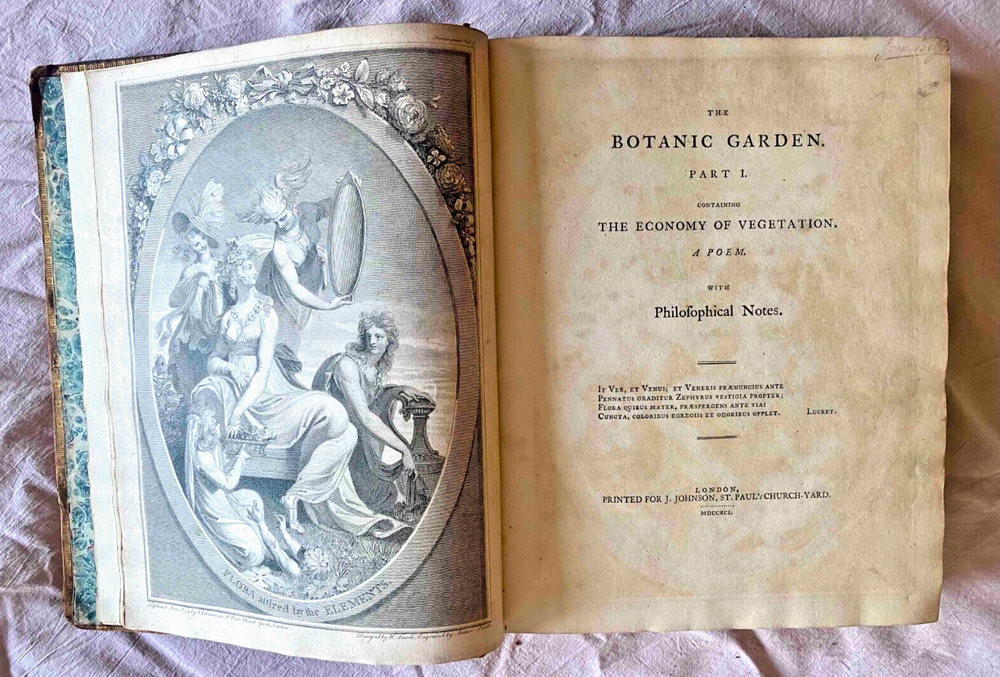 FLORA attired by the ELEMENTS.
THE
BOTANIC GARDEN.
PART I.
CONTAINING
THE ECONOMY OF VEGETATION.
A POEM.
WITH
Philoſophical Notes.
It Ver, et Venus; et Veneris prænuncius ante
Pennatus graditur Zephyrus vestigia propter;
Flora quibus mater, præspergens ante viai
Cuncta, coloribus egregiis et odoribus opplet.
Lucret.
LONDON,
PRINTED FOR J. JOHNSON, ST. PAUL'S CHURCH-YARD.
MDCCXCI.